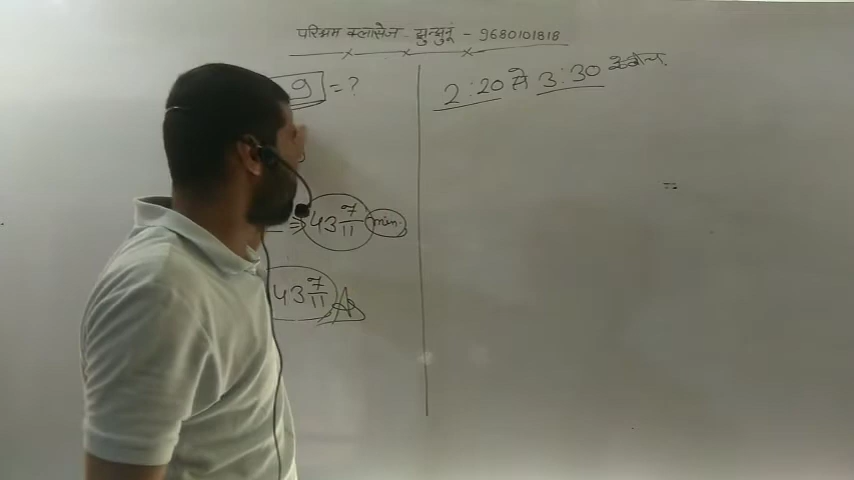 परिश्रम क्लासेज - झुन्झुनूं - 9680101818
9 = ?
2:20 से 3:30
=
⇒ 43 7/11 min.
43 7/11 A